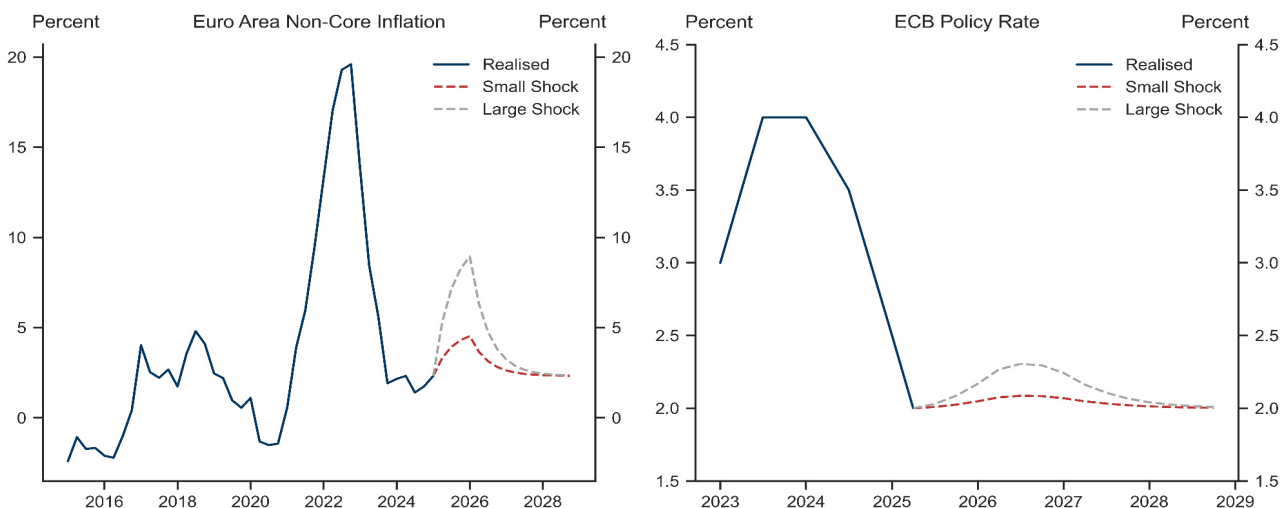 Percent Euro Area Non-Core Inflation Percent
20 20
Realised
Small Shock
Large Shock
15 15
10 10
5 5
0 0
2016 2018 2020 2022 2024 2026 2028
Percent ECB Policy Rate Percent
4.5 4.5
Realised
Small Shock
Large Shock
4.0 4.0
3.5 3.5
3.0 3.0
2.5 2.5
2.0 2.0
1.5 1.5
2023 2024 2025 2026 2027 2028 2029